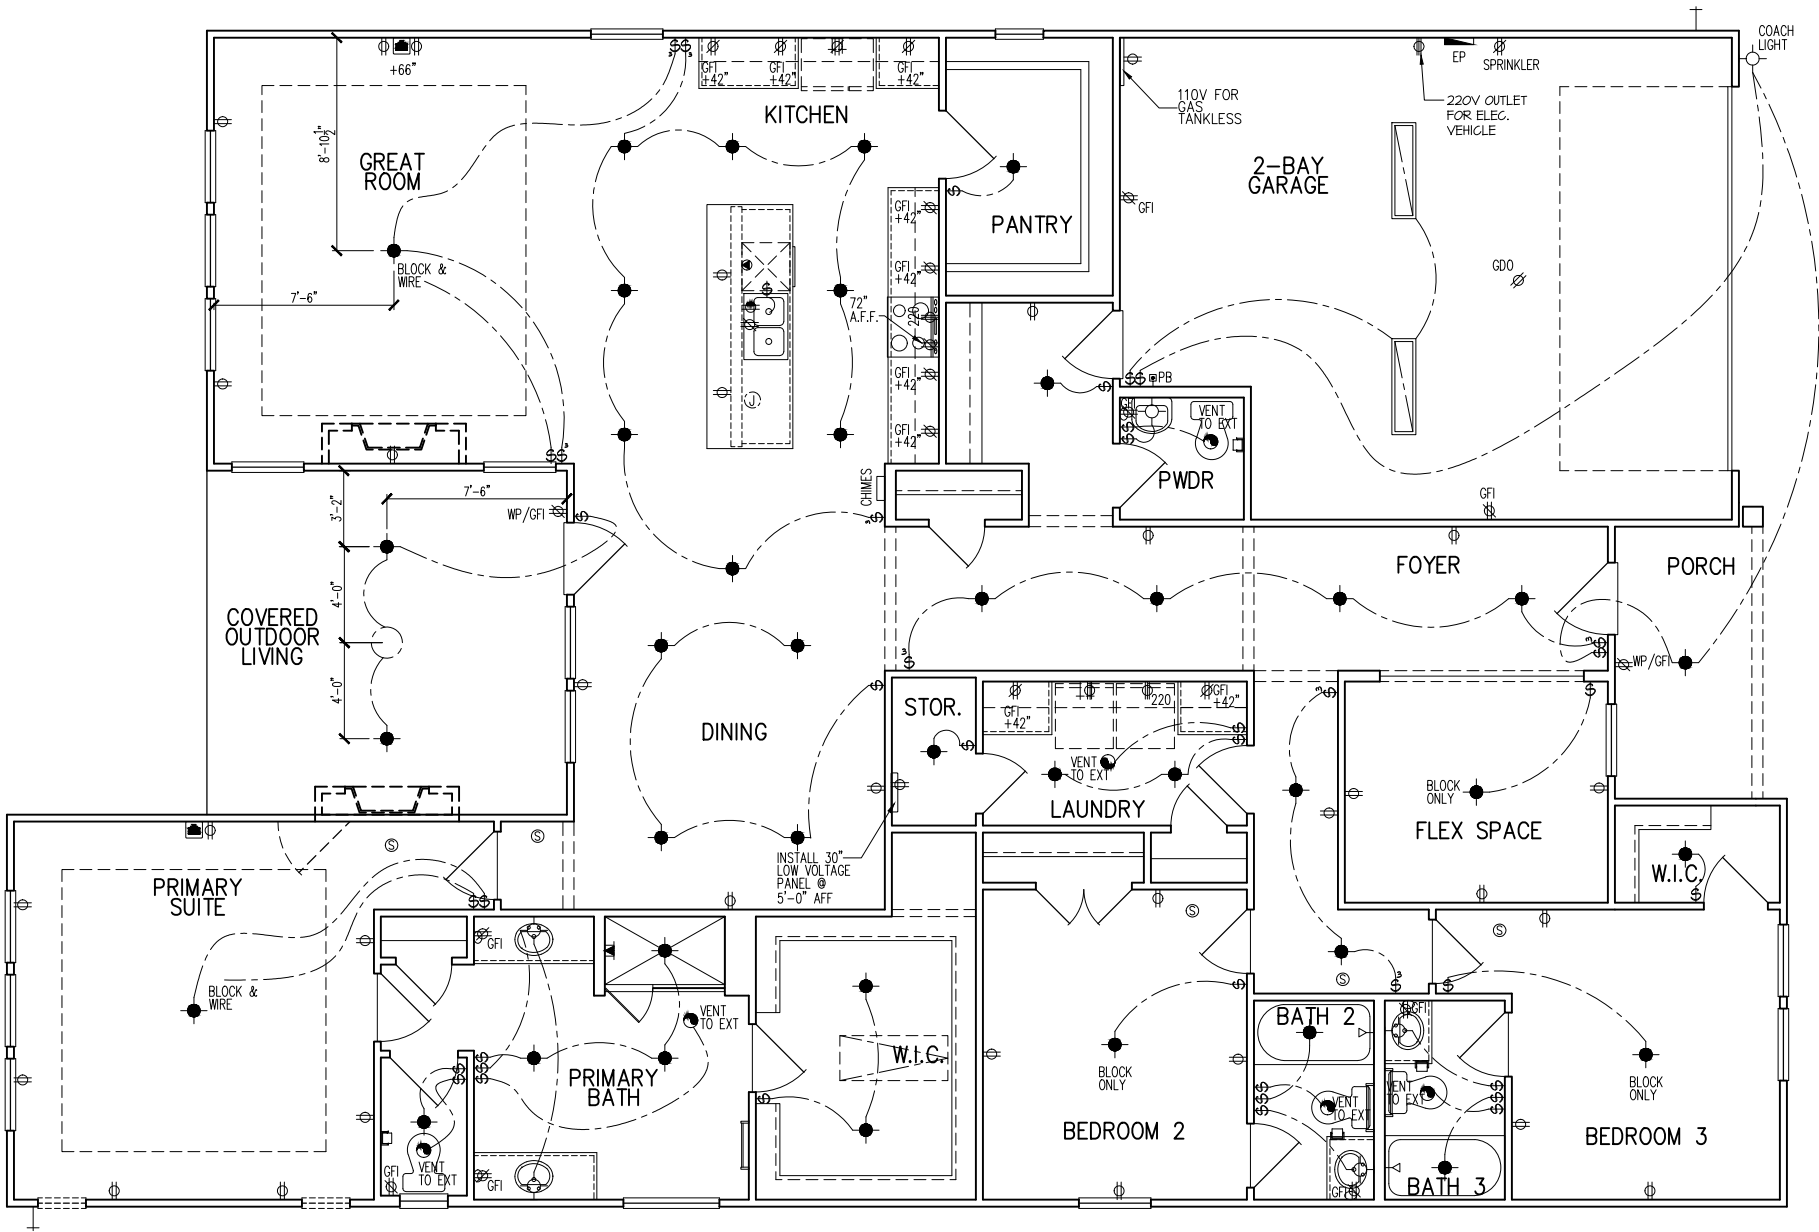 COACH
LIGHT
+66"
GFI
+42"
GFI
+42"
GFI
+42"
KITCHEN
EP
SPRINKLER
110V FOR
GAS
TANKLESS
220V OUTLET
FOR ELEC.
VEHICLE
8'-10½"
GREAT
ROOM
2-BAY
GARAGE
GFI
+42"
GFI
PANTRY
BLOCK &
WIRE
7'-6"
GFI
+42"
GDO
72"
A.F.F.
220
GFI
+42"
J
$$ PB
GFI
VENT
TO EXT
GFI
+42"
PWDR
CHIMES
7'-6"
3'-2"
WP/GFI
GFI
FOYER
PORCH
4'-0"
COVERED
OUTDOOR
LIVING
WP/GFI
4'-0"
STOR.
GFI
+42"
220
GFI
+42"
DINING
VENT
TO EXT
BLOCK
ONLY
LAUNDRY
FLEX SPACE
S
S
INSTALL 30"
LOW VOLTAGE
PANEL @
5'-0" AFF
W.I.C.
PRIMARY
SUITE
S
S
GFI
BLOCK &
WIRE
VENT
TO EXT
S
BATH 2
GFI
W.I.C.
PRIMARY
BATH
BLOCK
ONLY
BLOCK
ONLY
VENT
TO EXT
VENT
TO EXT
BEDROOM 2
BEDROOM 3
VENT
TO EXT
GFI
GFI
GFI
BATH 3